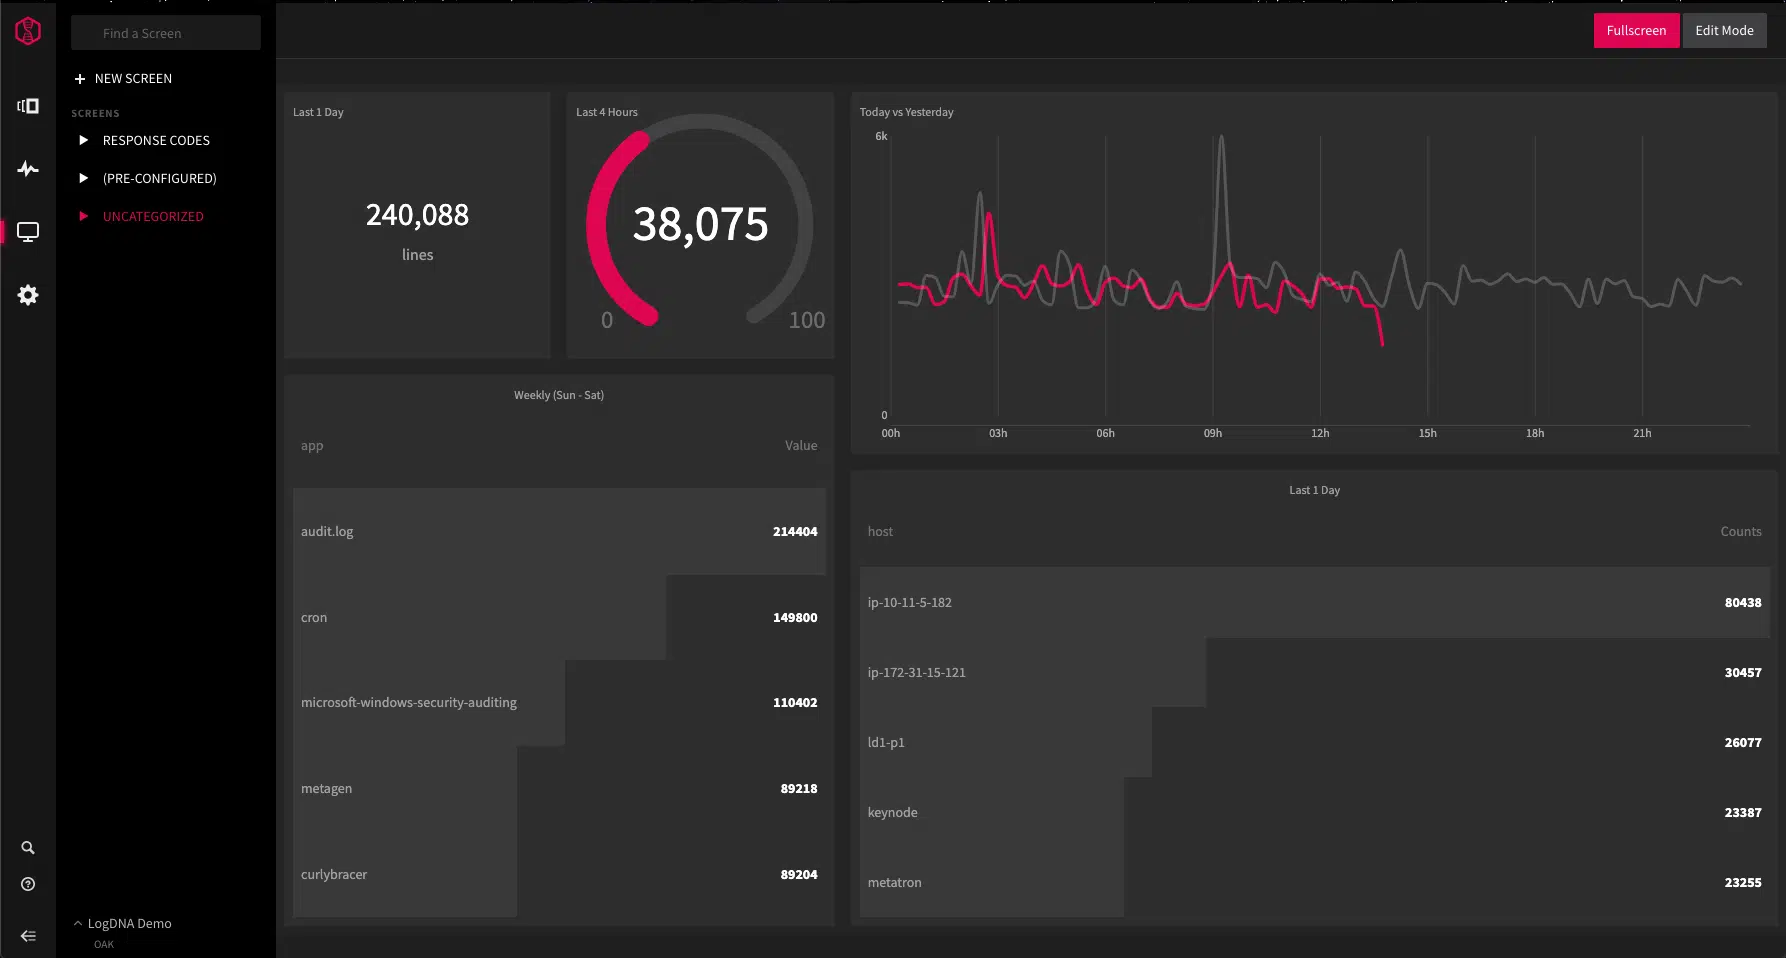 Find a Screen
Fullscreen
Edit Mode
NEW SCREEN
SCREENS
RESPONSE CODES
(PRE-CONFIGURED)
UNCATEGORIZED
LogDNA Demo
OAK
Last 1 Day
240,088
lines
Last 4 Hours
38,075
0
100
Today vs Yesterday
6k
0
00h 03h 06h 09h 12h 15h 18h 21h
Weekly (Sun - Sat)
app Value
audit.log 214404
cron 149800
microsoft-windows-security-auditing 110402
metagen 89218
curlybracer 89204
Last 1 Day
host Counts
ip-10-11-5-182 80438
ip-172-31-15-121 30457
ld1-p1 26077
keynode 23387
metatron 23255